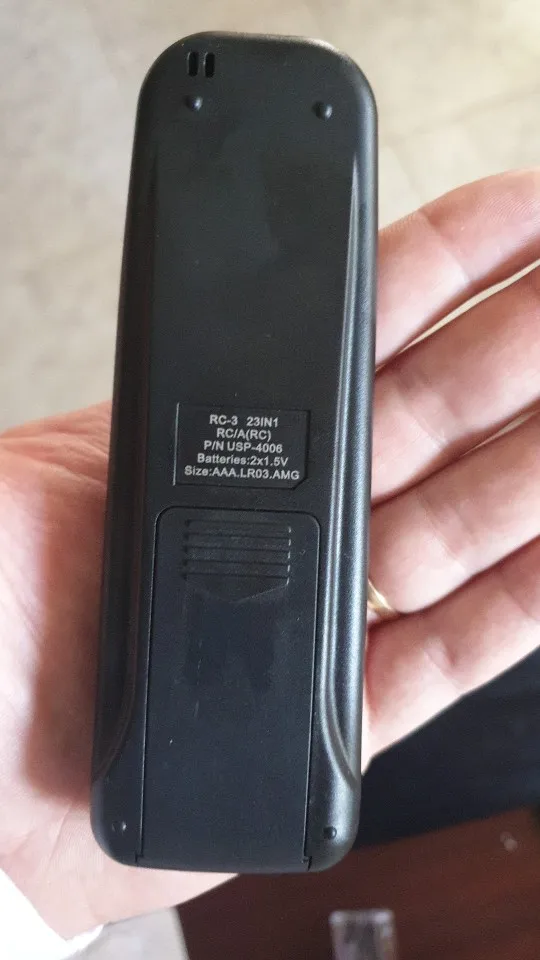 RC-3 23IN1
RC/A(RC)
P/N USP-4006
Batteries:2x1.5V
Size:AAA.LR03.AMG